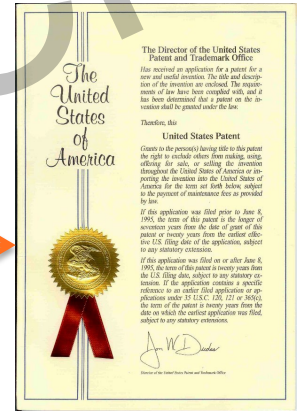 The
United
States
of
America
The Director of the United States
Patent and Trademark Office
Has received an application for a patent for a
new and useful invention. The title and descrip-
tion of the invention are enclosed. The require-
ments of law have been complied with, and it
has been determined that a patent on the in-
vention shall be granted under the law.
Therefore, this
United States Patent
Grants to the person(s) having title to this patent
the right to exclude others from making, using,
offering for sale, or selling the invention
throughout the United States of America or im-
porting the invention into the United States of
America for the term set forth below, subject
to the payment of maintenance fees as provided
by law.
If this application was filed prior to June 8,
1995, the term of this patent is the longer of
seventeen years from the date of grant of this
patent or twenty years from the earliest effec-
tive U.S. filing date of the application, subject
to any statutory extension.
If this application was filed on or after June 8,
1995, the term of this patent is twenty years from
the U.S. filing date, subject to any statutory ex-
tension. If the application contains a specific
reference to an earlier filed application or ap-
plications under 35 U.S.C. 120, 121 or 365(c),
the term of the patent is twenty years from the
date on which the earliest application was filed,
subject to any statutory extensions.
Jon W Dudas
Director of the United States Patent and Trademark Office